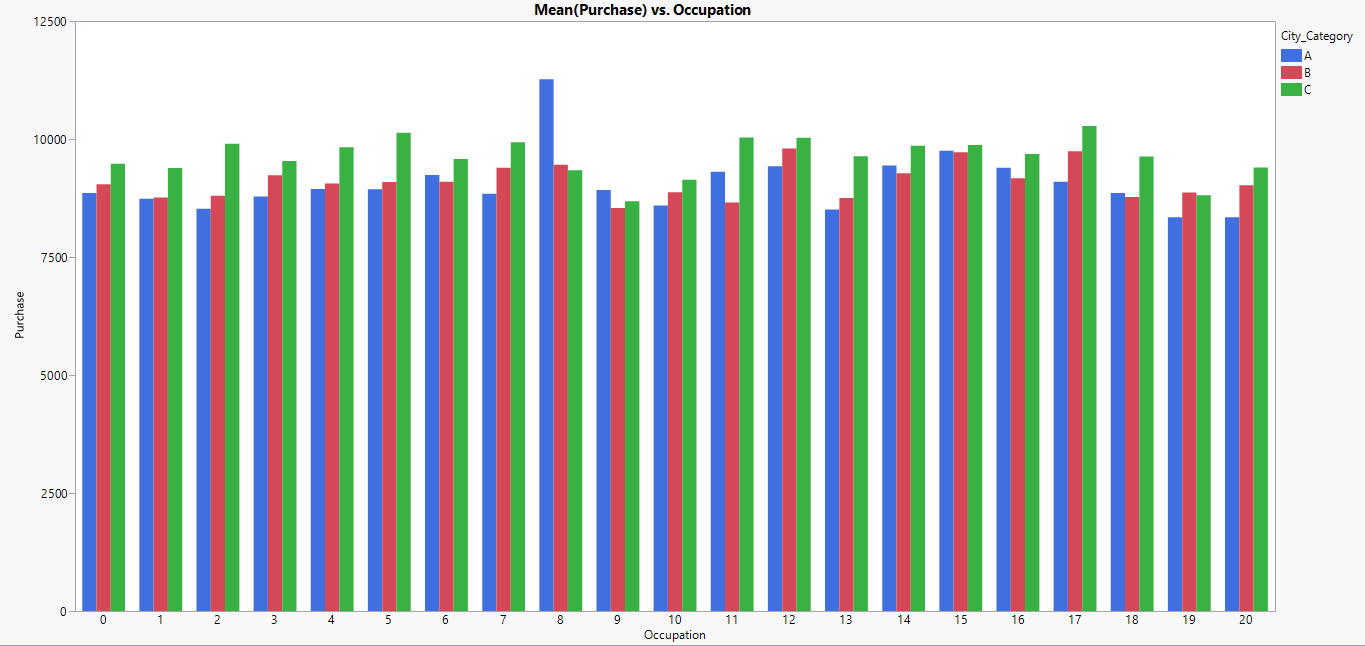 Mean(Purchase) vs. Occupation
City_Category
A
B
C
12500
10000
7500
5000
2500
0
Purchase
0 1 2 3 4 5 6 7 8 9 10 11 12 13 14 15 16 17 18 19 20
Occupation